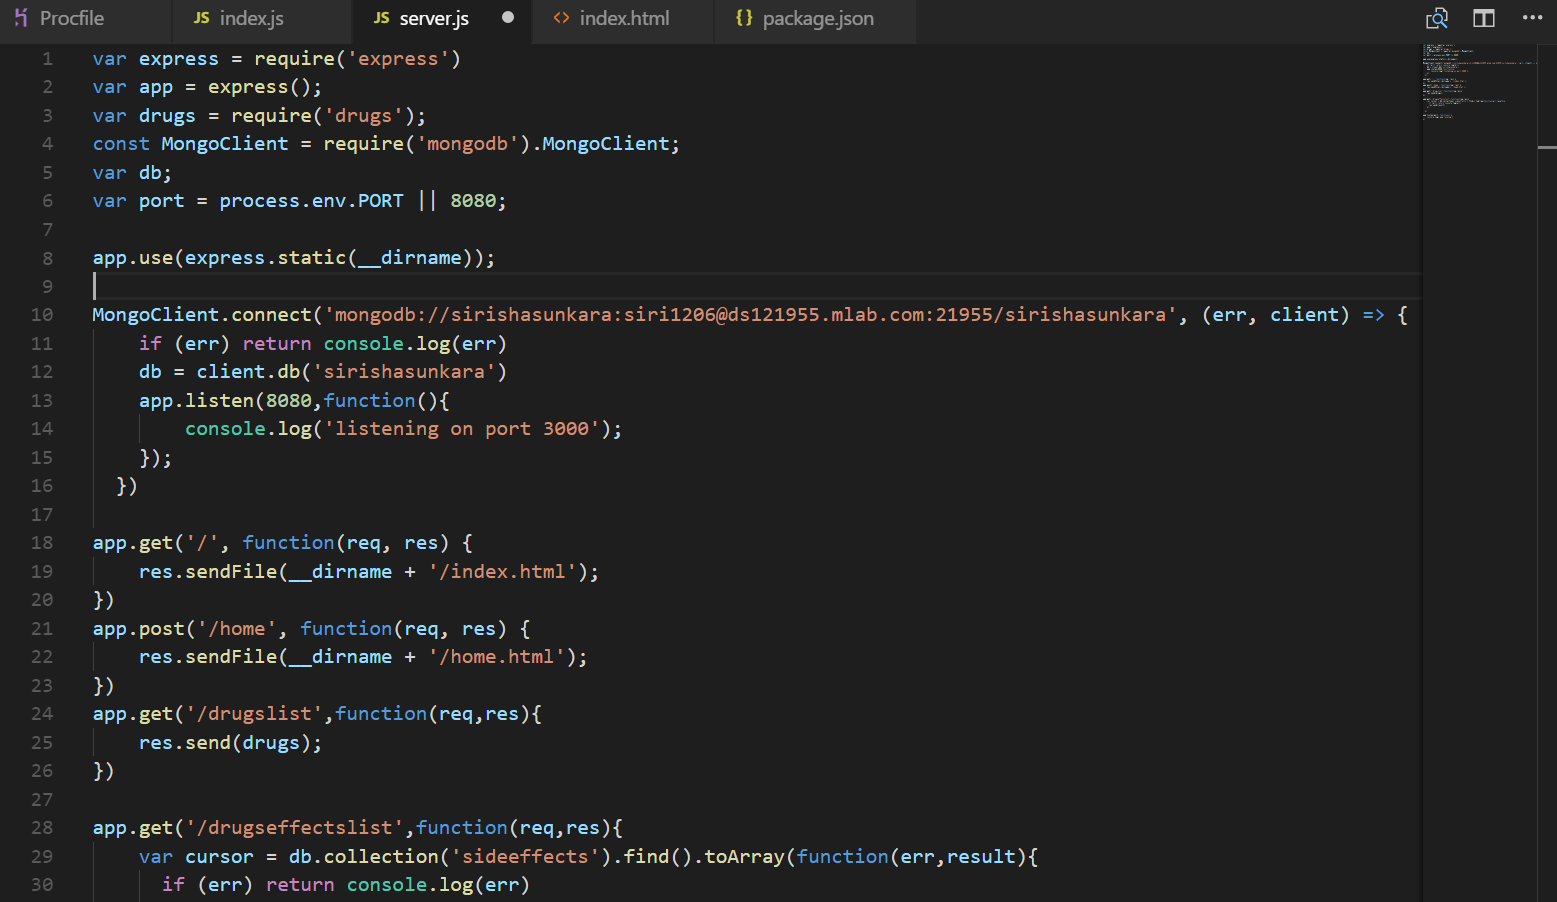 Procfile
JS index.js
JS server.js
<> index.html
{} package.json
1 var express = require('express')
2 var app = express();
3 var drugs = require('drugs');
4 const MongoClient = require('mongodb').MongoClient;
5 var db;
6 var port = process.env.PORT || 8080;
7
8 app.use(express.static(__dirname));
9
10 MongoClient.connect('mongodb://sirishasunkara:siri1206@ds121955.mlab.com:21955/sirishasunkara', (err, client) => {
11 if (err) return console.log(err)
12 db = client.db('sirishasunkara')
13 app.listen(8080,function(){
14 console.log('listening on port 3000');
15 });
16 })
17
18 app.get('/', function(req, res) {
19 res.sendFile(__dirname + '/index.html');
20 })
21 app.post('/home', function(req, res) {
22 res.sendFile(__dirname + '/home.html');
23 })
24 app.get('/drugslist',function(req,res){
25 res.send(drugs);
26 })
27
28 app.get('/drugseffectslist',function(req,res){
29 var cursor = db.collection('sideeffects').find().toArray(function(err,result){
30 if (err) return console.log(err)